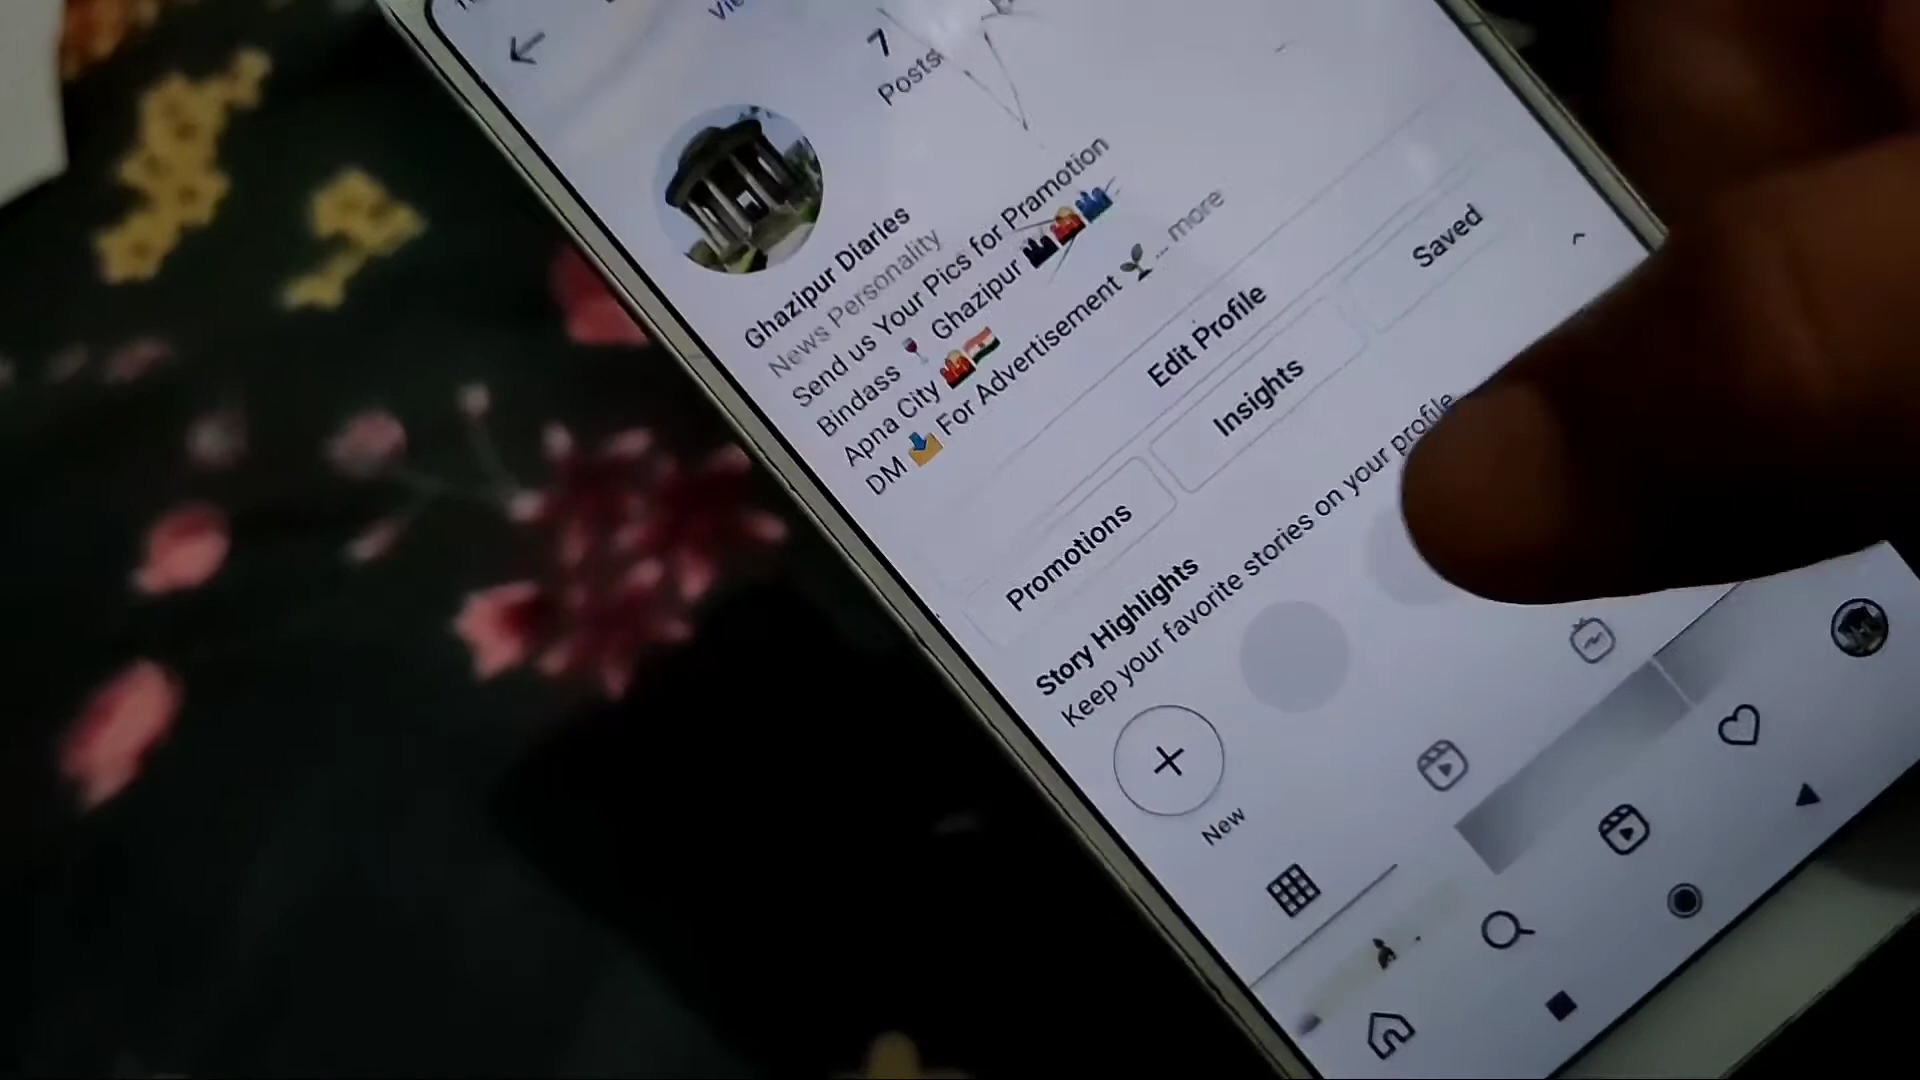 7
Posts
Ghazipur Diaries
News Personality
Send us Your Pics for Pramotion
Bindass 🍷 Ghazipur
Apna City
DM 📥 For Advertisement 🌱... more
Edit Profile
Promotions
Insights
Saved
Story Highlights
Keep your favorite stories on your profile
New